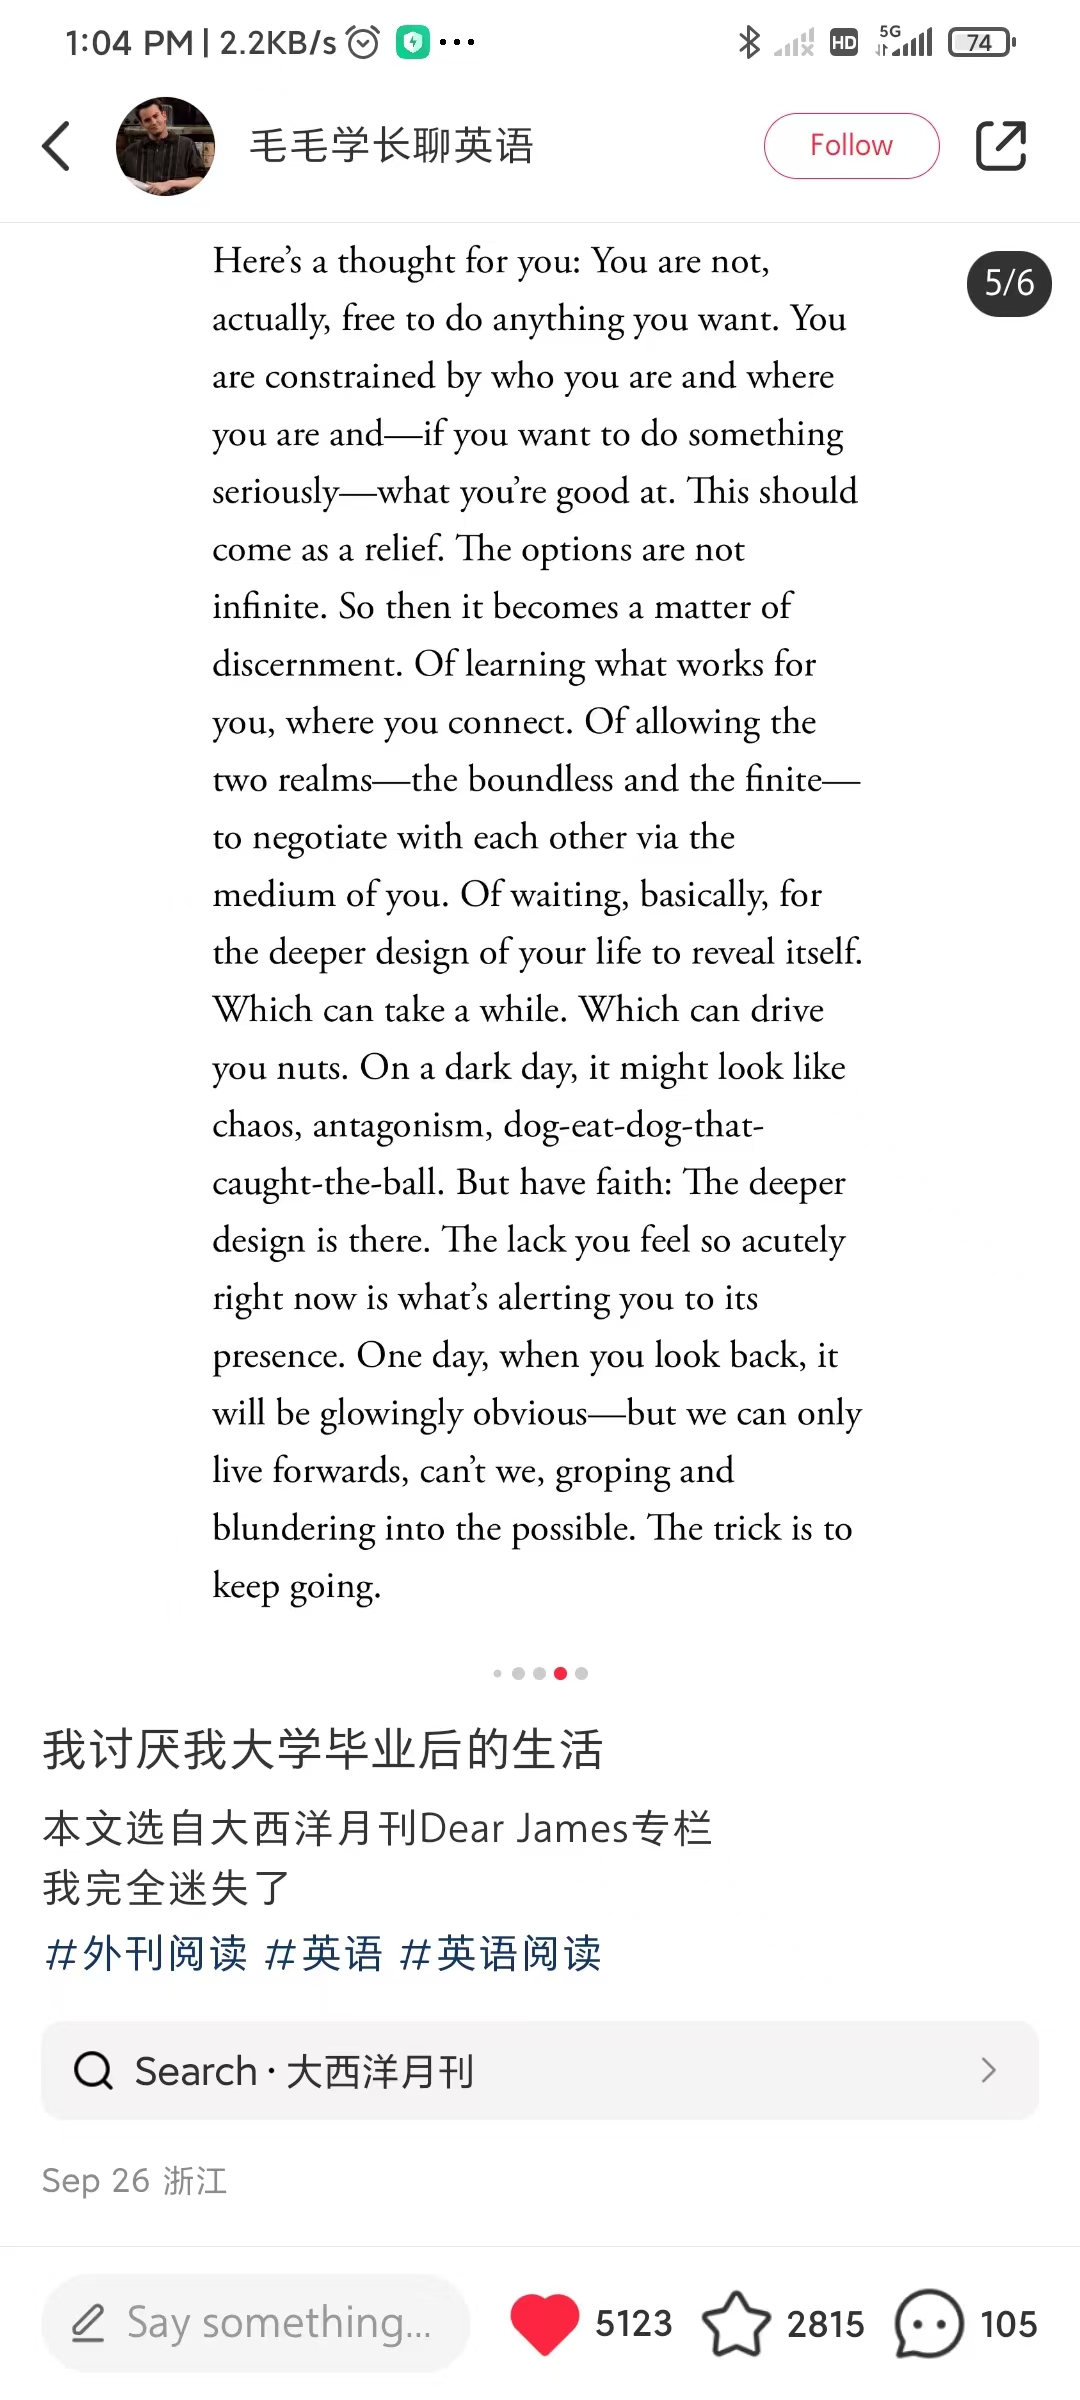 1:04 PM | 2.2KB/s ...
HD 5G 74
毛毛学长聊英语
Follow
5/6
Here’s a thought for you: You are not,
actually, free to do anything you want. You
are constrained by who you are and where
you are and—if you want to do something
seriously—what you’re good at. This should
come as a relief. The options are not
infinite. So then it becomes a matter of
discernment. Of learning what works for
you, where you connect. Of allowing the
two realms—the boundless and the finite—
to negotiate with each other via the
medium of you. Of waiting, basically, for
the deeper design of your life to reveal itself.
Which can take a while. Which can drive
you nuts. On a dark day, it might look like
chaos, antagonism, dog-eat-dog-that-
caught-the-ball. But have faith: The deeper
design is there. The lack you feel so acutely
right now is what’s alerting you to its
presence. One day, when you look back, it
will be glowingly obvious—but we can only
live forwards, can’t we, groping and
blundering into the possible. The trick is to
keep going.
我讨厌我大学毕业后的生活
本文选自大西洋月刊Dear James专栏
我完全迷失了
#外刊阅读 #英语 #英语阅读
Search · 大西洋月刊
Sep 26 浙江
Say something...
5123
2815
105